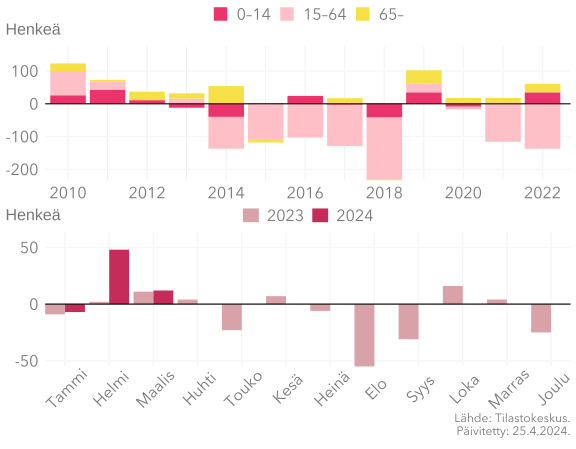 0–14 15–64 65–
Henkeä
100
0
-100
-200
2010 2012 2014 2016 2018 2020 2022
Henkeä
2023 2024
50
0
-50
Tammi Helmi Maalis Huhti Touko Kesä Heinä Elo Syys Loka Marras Joulu
Lähde: Tilastokeskus.
Päivitetty: 25.4.2024.